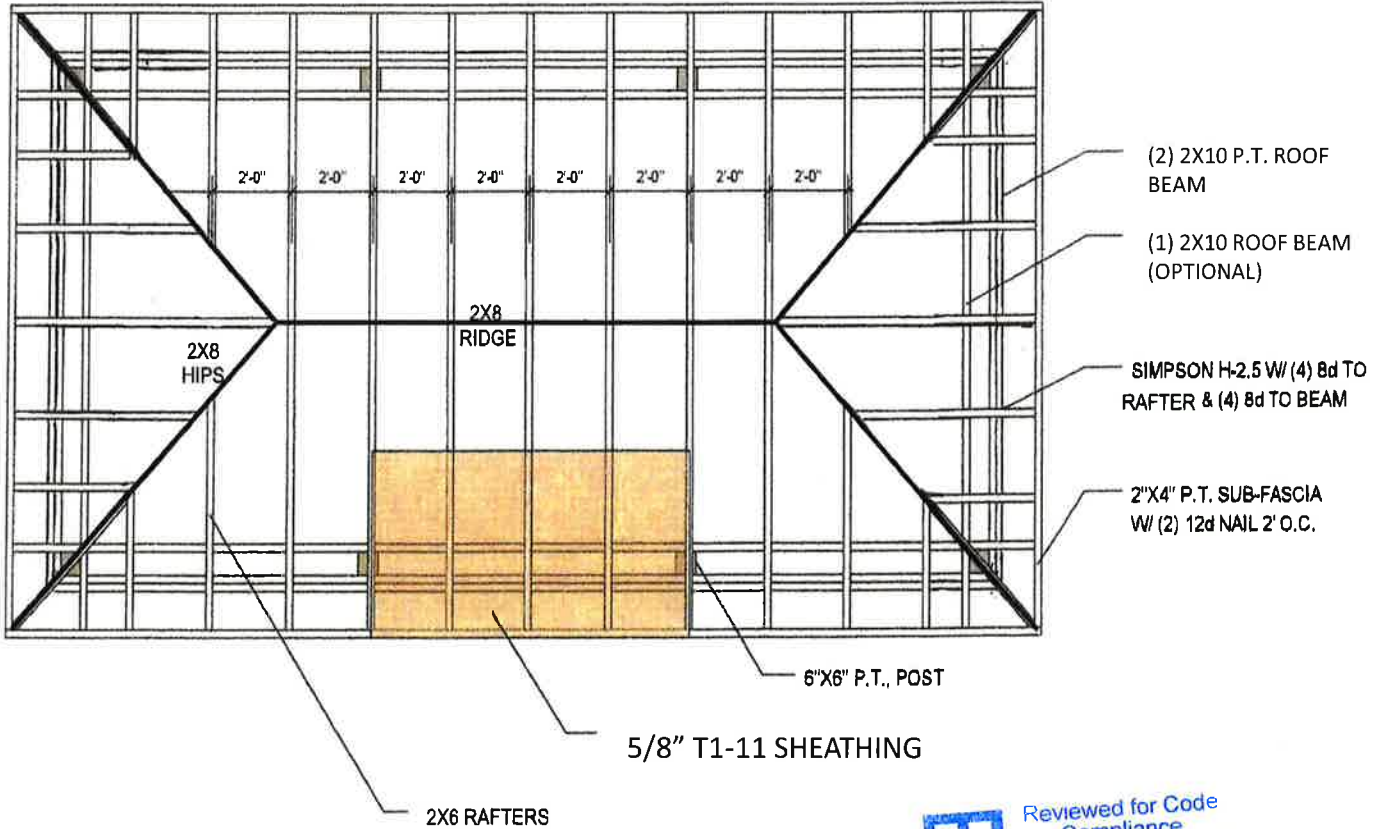 2'-0" 2'-0" 2'-0" 2'-0" 2'-0" 2'-0" 2'-0" 2'-0"
(2) 2X10 P.T. ROOF
BEAM
(1) 2X10 ROOF BEAM
(OPTIONAL)
2X8
RIDGE
2X8
HIPS
SIMPSON H-2.5 W/ (4) 8d TO
RAFTER & (4) 8d TO BEAM
2"X4" P.T. SUB-FASCIA
W/ (2) 12d NAIL 2' O.C.
6"X6" P.T., POST
5/8" T1-11 SHEATHING
2X6 RAFTERS
Reviewed for Code
Compliance